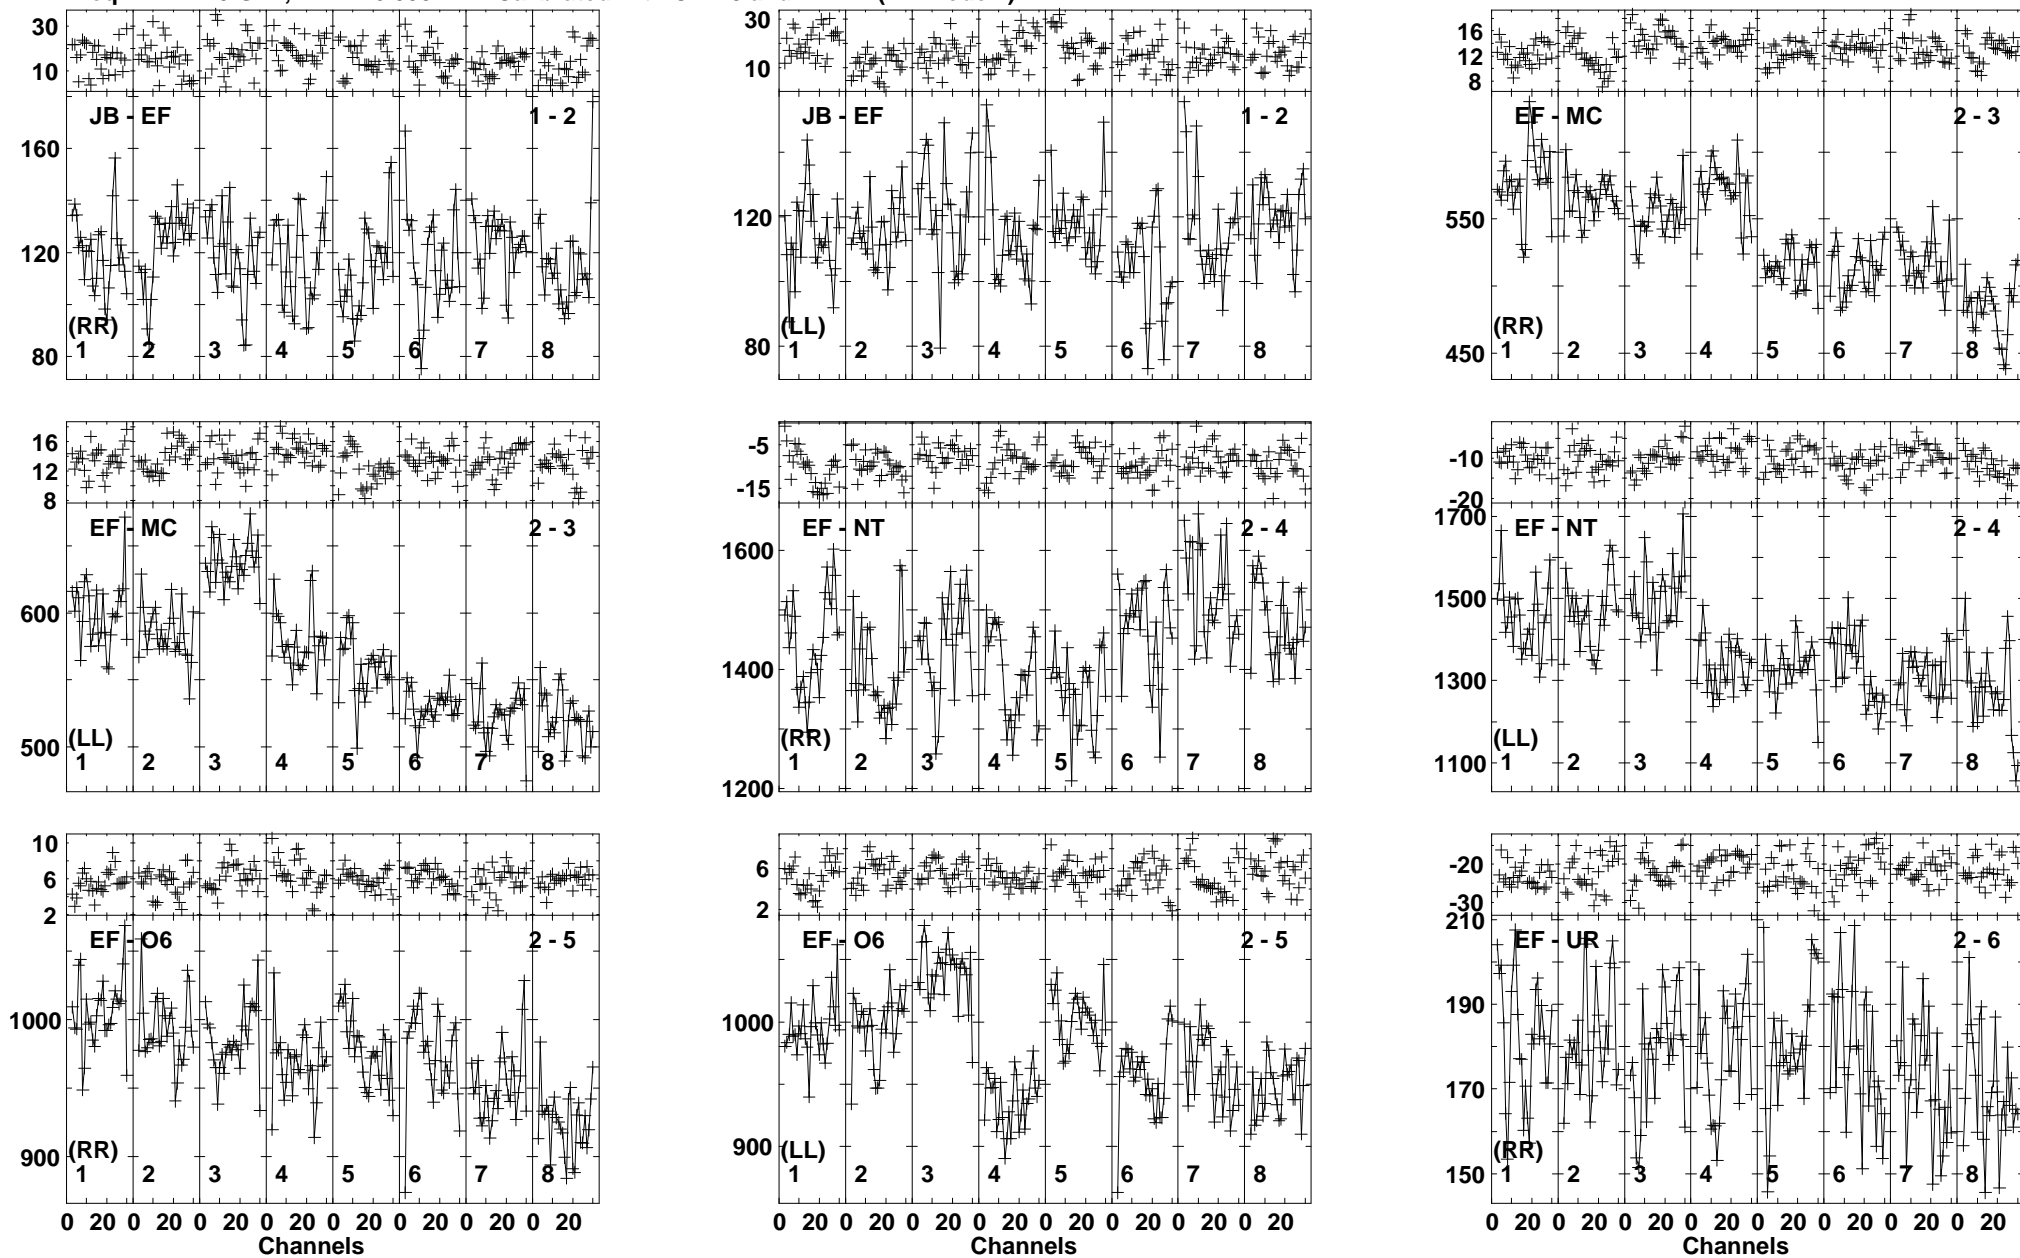 30 10 30 10 16 12 8
JB - EF 1 - 2 JB - EF 1 - 2 EF - MC 2 - 3
160 120 80 120 80 550 450
(RR) (LL) (RR)
1 2 3 4 5 6 7 8 1 2 3 4 5 6 7 8 1 2 3 4 5 6 7 8
16 12 8 -5 -15 -10 -20
EF - MC 2 - 3 EF - NT 2 - 4 EF - NT 2 - 4
600 500 1600 1400 1200 1700 1500 1300 1100
(LL) (RR) (LL)
1 2 3 4 5 6 7 8 1 2 3 4 5 6 7 8 1 2 3 4 5 6 7 8
10 6 2 6 2 -20 -30
EF - O6 2 - 5 EF - O6 2 - 5 EF - UR 2 - 6
1000 900 1000 900 210 190 170 150
(RR) (LL) (RR)
1 2 3 4 5 6 7 8 1 2 3 4 5 6 7 8 1 2 3 4 5 6 7 8
0 20 0 20 0 20 0 20 0 20 0 20 0 20 0 20 0 20 0 20 0 20 0 20 0 20 0 20 0 20 0 20 0 20 0 20 0 20 0 20 0 20 0 20 0 20 0 20
Channels Channels Channels